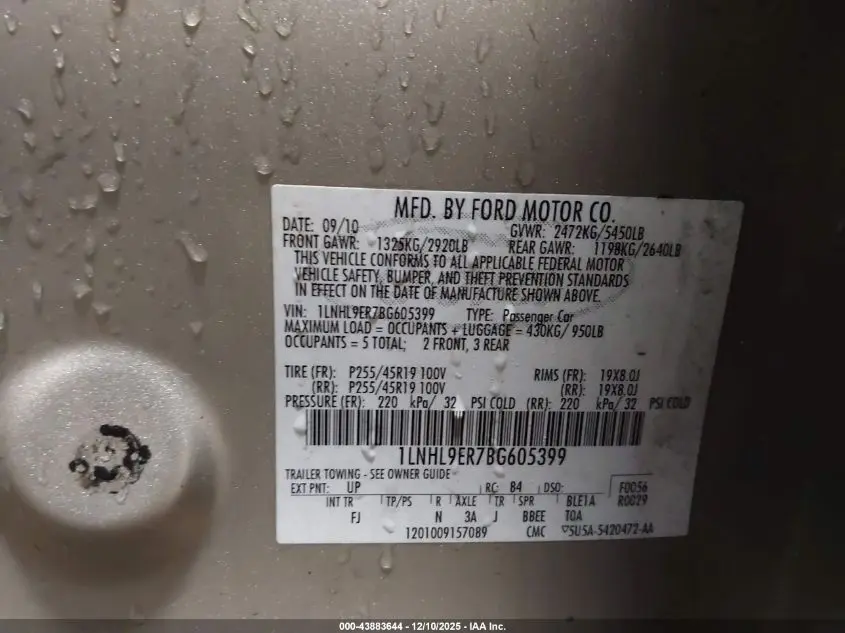 MFD. BY FORD MOTOR CO.
DATE: 09/10 GVWR: 2472KG/5450LB
FRONT GAWR: 1325KG/2920LB REAR GAWR: 1198KG/2640LB
THIS VEHICLE CONFORMS TO ALL APPLICABLE FEDERAL MOTOR
VEHICLE SAFETY, BUMPER, AND THEFT PREVENTION STANDARDS
IN EFFECT ON THE DATE OF MANUFACTURE SHOWN ABOVE.
VIN: 1LNHL9ER7BG605399 TYPE: Passenger Car
MAXIMUM LOAD = OCCUPANTS + LUGGAGE = 430KG/ 950LB
OCCUPANTS = 5 TOTAL; 2 FRONT, 3 REAR
TIRE (FR): P255/45R19 100V RIMS (FR): 19X8.0J
(RR): P255/45R19 100V (RR): 19X8.0J
PRESSURE (FR): 220 kPa/ 32 PSI COLD (RR): 220 kPa/ 32 PSI COLD
1LNHL9ER7BG605399
TRAILER TOWING - SEE OWNER GUIDE
EXT PNT: UP RC: 84 DSO: F0056
INT TR TP/PS R AXLE TR SPR BLE1A R0029
FJ N 3A J BBEE TOA
1201009157089 CMC 5U5A-5420472-AA
000-43883644 - 12/10/2025 - IAA Inc.